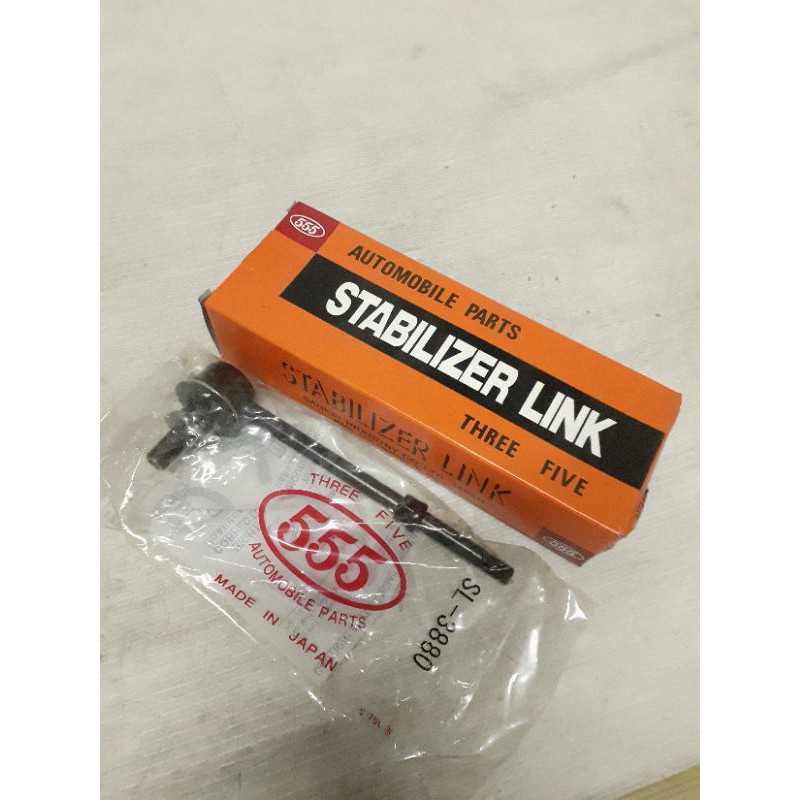 555
AUTOMOBILE PARTS
STABILIZER LINK
THREE FIVE
STABILIZER LINK
555
THREE FIVE
555
AUTOMOBILE PARTS
MADE IN JAPAN
SL-3880